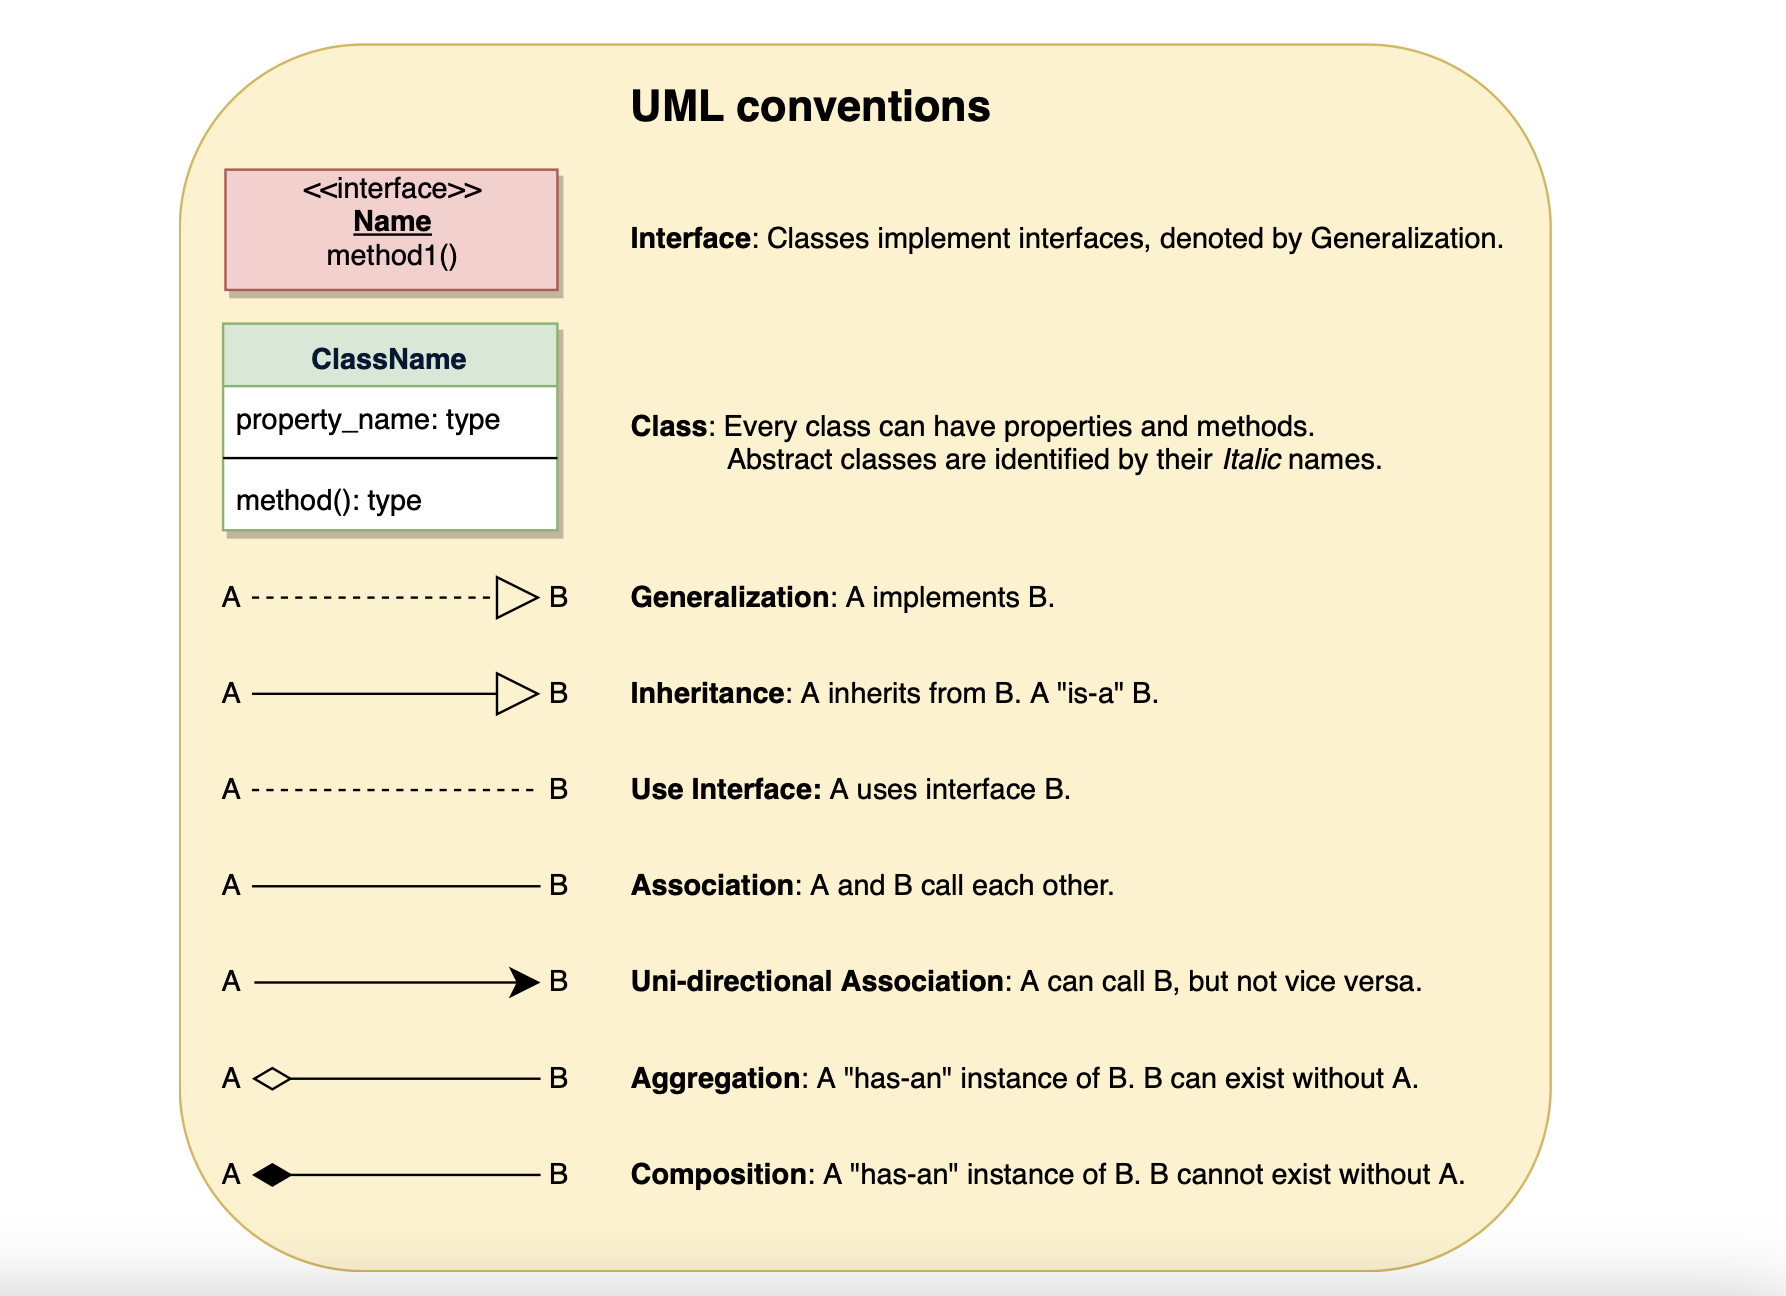 UML conventions
<<interface>>
Name
method1()
Interface: Classes implement interfaces, denoted by Generalization.
ClassName
property_name: type
method(): type
Class: Every class can have properties and methods.
Abstract classes are identified by their Italic names.
A B Generalization: A implements B.
A B Inheritance: A inherits from B. A "is-a" B.
A B Use Interface: A uses interface B.
A B Association: A and B call each other.
A B Uni-directional Association: A can call B, but not vice versa.
A B Aggregation: A "has-an" instance of B. B can exist without A.
A B Composition: A "has-an" instance of B. B cannot exist without A.